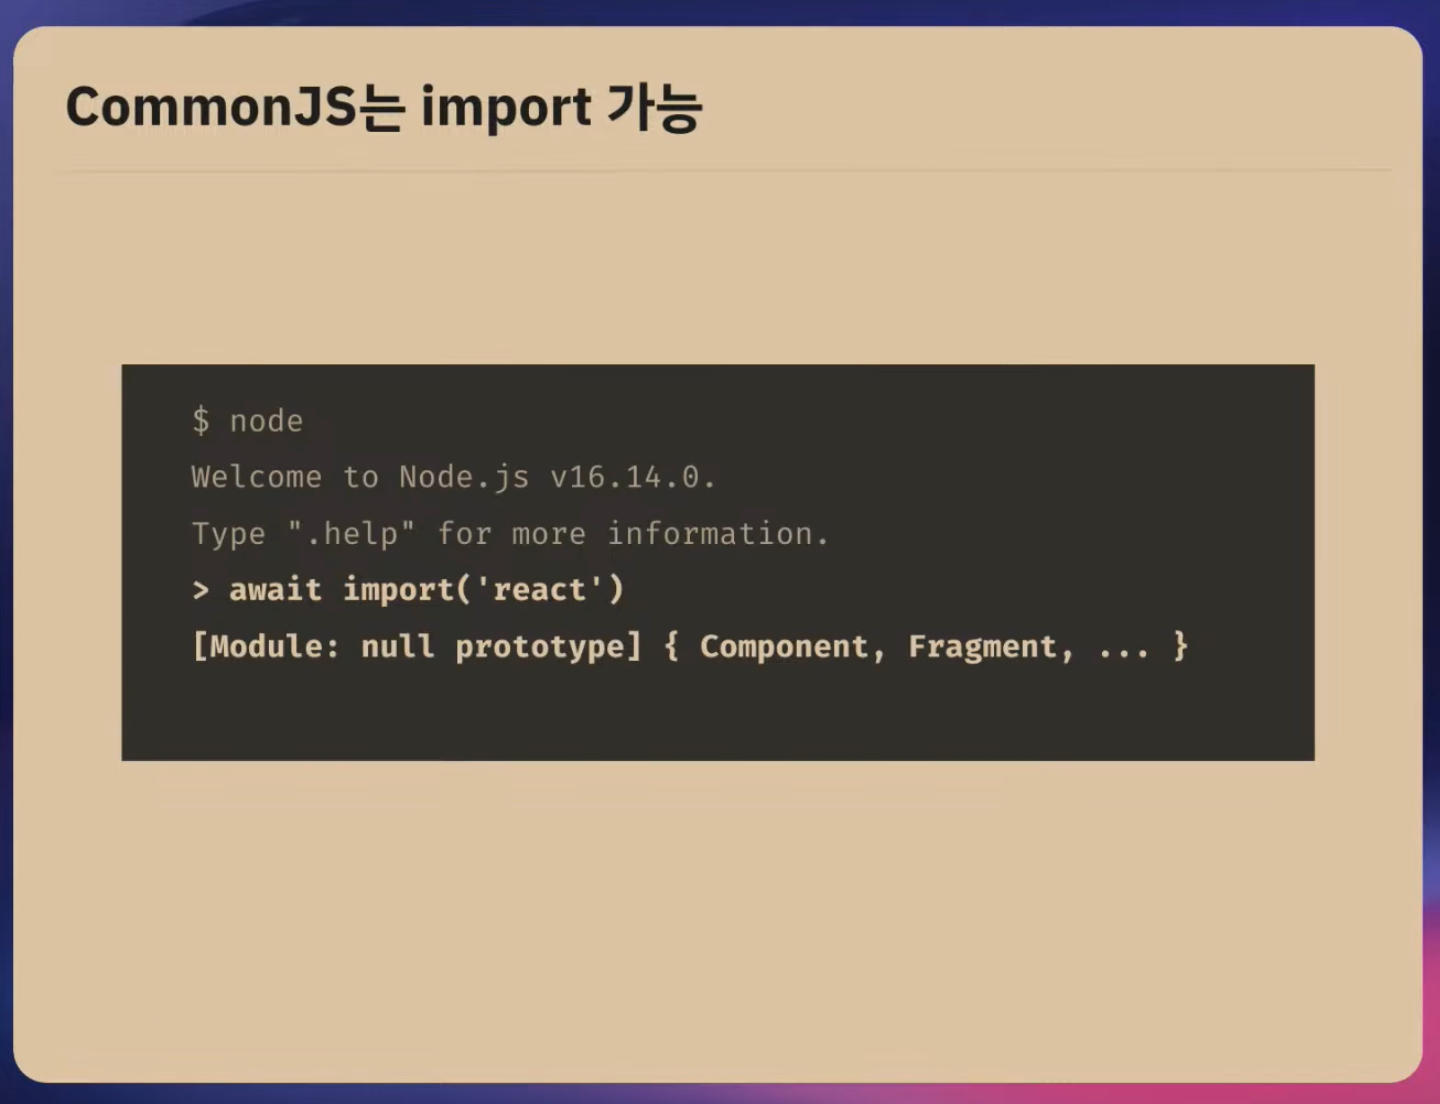 CommonJS는 import 가능
$ node
Welcome to Node.js v16.14.0.
Type ".help" for more information.
> await import('react')
[Module: null prototype] { Component, Fragment, ... }